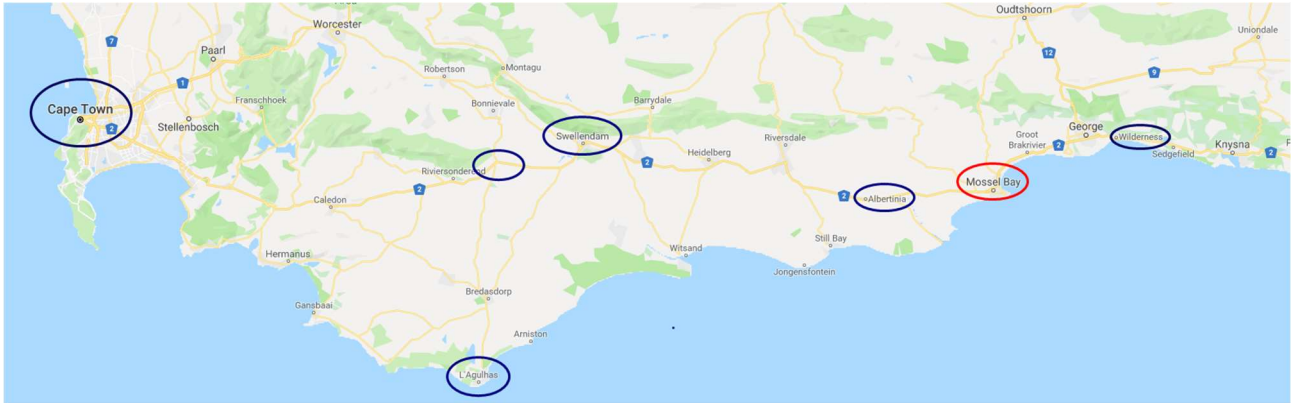 Oudtshoorn
Worcester
Uniondale
7
Paarl
12
Robertson
Montagu
9
1
Franschhoek
Bonnievale
Barrydale
Cape Town
2
Stellenbosch
Swellendam
Riversdale
Groot
Brakrivier
George
Wilderness
2
Knysna
2
Sedgefield
Heidelberg
2
Riviersonderend
2
Mossel Bay
Caledon
2
Albertinia
Still Bay
Witsand
Hermanus
Jongensfontein
Bredasdorp
Gansbaai
Arniston
L'Agulhas